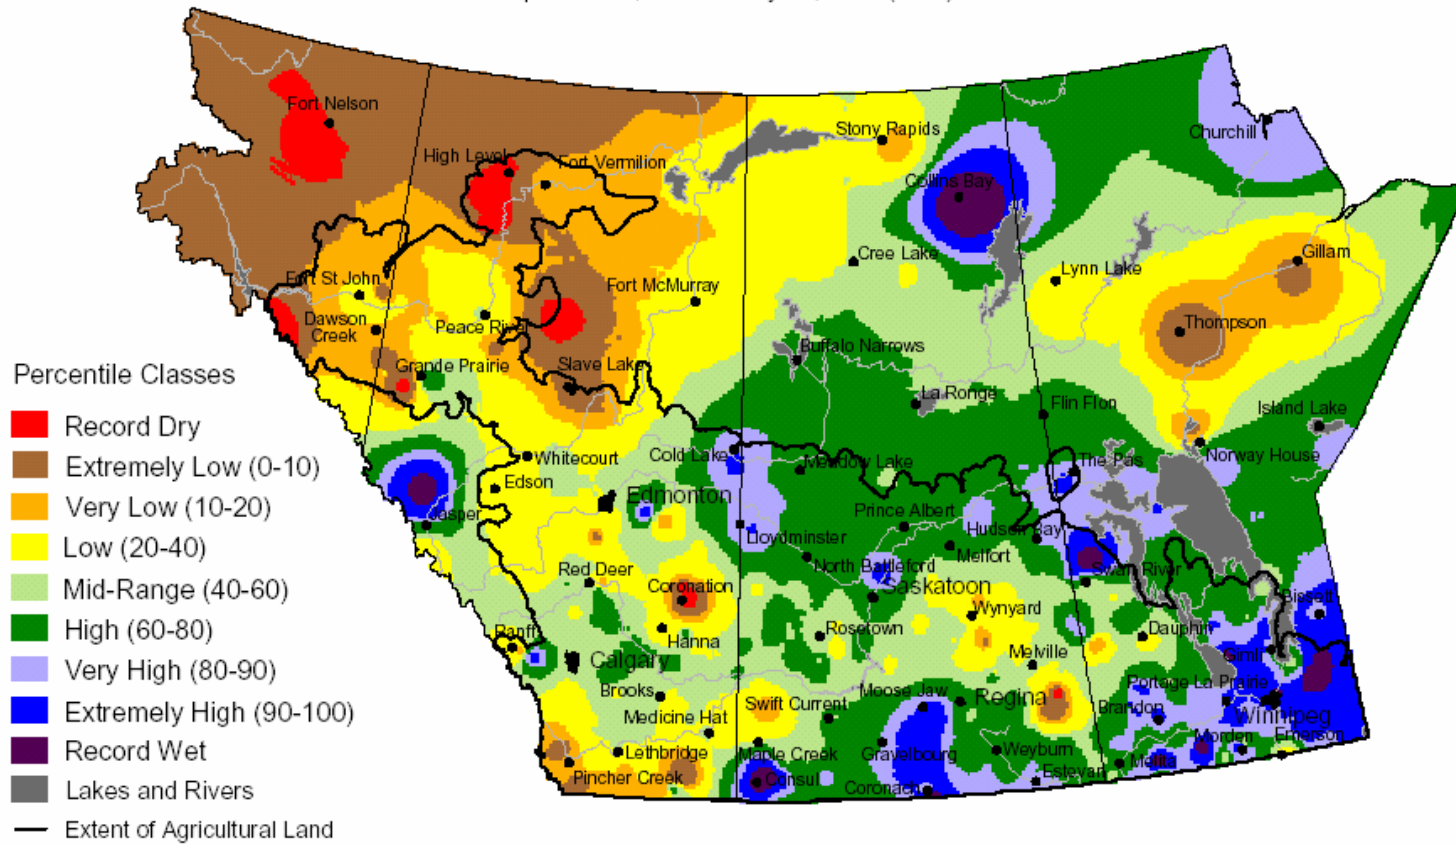 Fort Nelson
High Level
Fort Vermilion
Stony Rapids
Churchill
Collins Bay
Fort St John
Fort McMurray
Cree Lake
Lynn Lake
Gillam
Dawson
Creek
Peace River
Thompson
Grande Prairie
Slave Lake
Buffalo Narrows
La Ronge
Flin Flon
Island Lake
Whitecourt
Cold Lake
Meadow Lake
The Pas
Norway House
Edson
Edmonton
Jasper
Lloydminster
Prince Albert
Hudson Bay
Melfort
North Battleford
Swan River
Red Deer
Coronation
Saskatoon
Wynyard
Bissett
Banff
Hanna
Rosetown
Dauphin
Calgary
Melville
Gimli
Brooks
Moose Jaw
Regina
Portage La Prairie
Medicine Hat
Swift Current
Brandon
Winnipeg
Lethbridge
Maple Creek
Gravelbourg
Weyburn
Morden
Emerson
Pincher Creek
Consul
Coronach
Estevan
Melita
Percentile Classes
Record Dry
Extremely Low (0-10)
Very Low (10-20)
Low (20-40)
Mid-Range (40-60)
High (60-80)
Very High (80-90)
Extremely High (90-100)
Record Wet
Lakes and Rivers
Extent of Agricultural Land